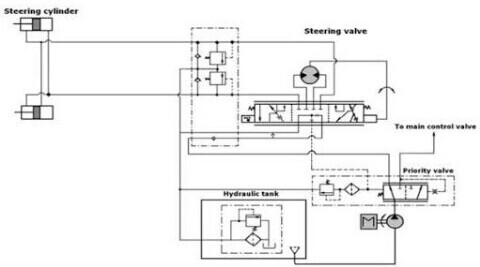 Steering cylinder
Steering valve
To main control valve
Priority valve
Hydraulic tank
M